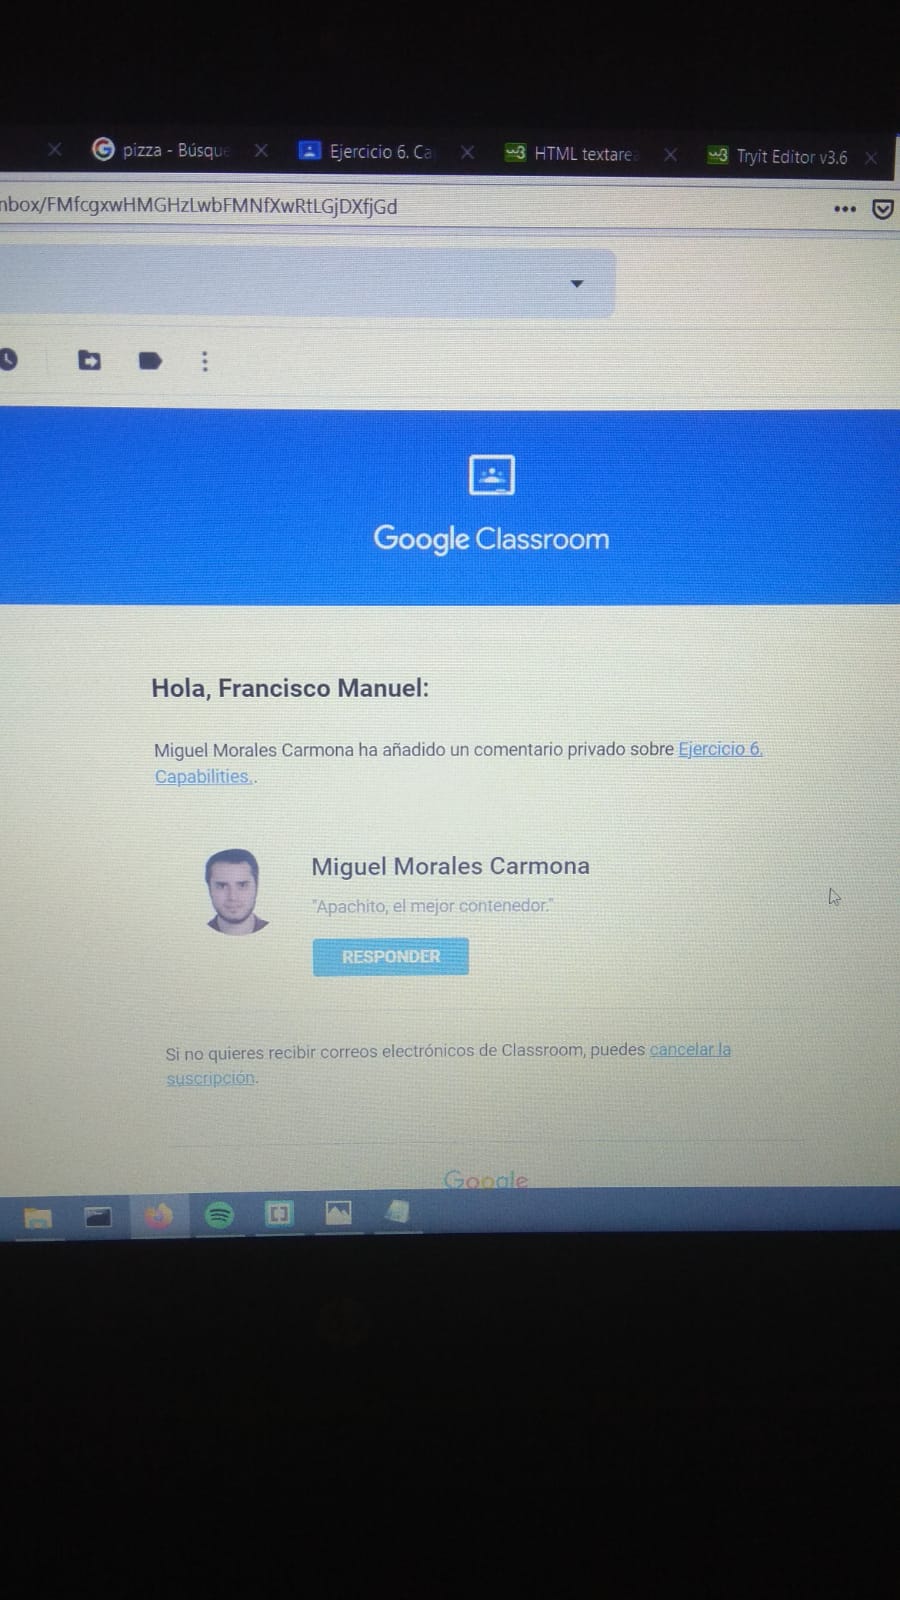 pizza - Búsque
Ejercicio 6. Ca
HTML textarea
Tryit Editor v3.6
nbox/FMfcgxwHMGHzLwbFMNfXwRtLGjDXfjGd
Google Classroom
Hola, Francisco Manuel:
Miguel Morales Carmona ha añadido un comentario privado sobre Ejercicio 6.
Capabilities..
Miguel Morales Carmona
"Apachito, el mejor contenedor."
RESPONDER
Si no quieres recibir correos electrónicos de Classroom, puedes cancelar la
suscripción.
Google